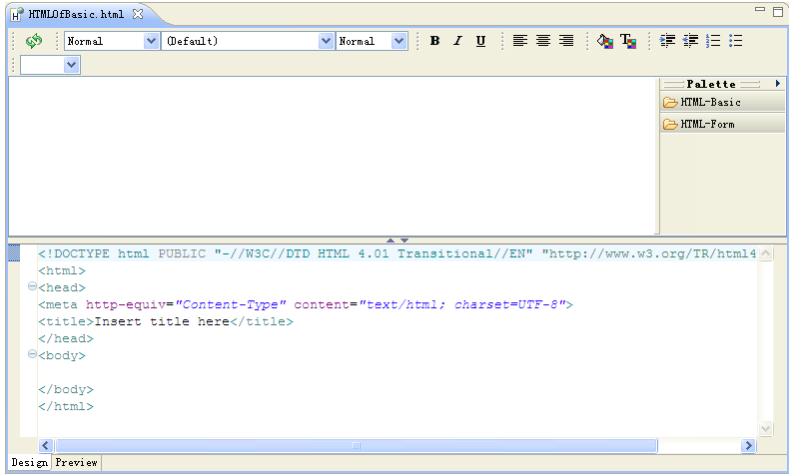 HTMLOfBasic.html
Normal (Default) Normal B I U
Palette
HTML-Basic
HTML-Form
<!DOCTYPE html PUBLIC "-//W3C//DTD HTML 4.01 Transitional//EN" "http://www.w3.org/TR/html4
<html>
<head>
<meta http-equiv="Content-Type" content="text/html; charset=UTF-8">
<title>Insert title here</title>
</head>
<body>
</body>
</html>
Design Preview